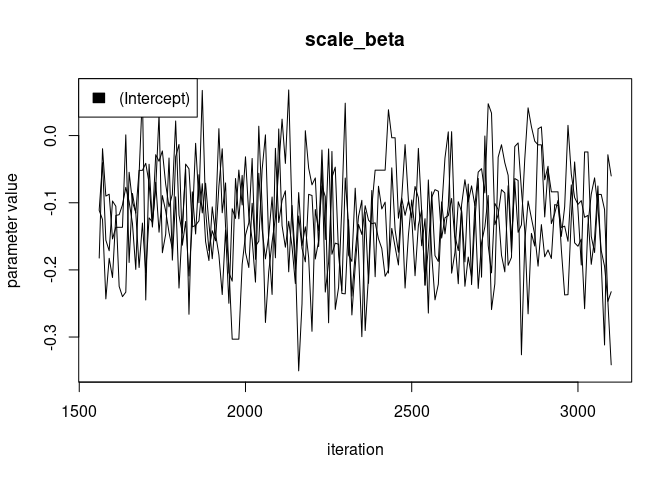 scale_beta
(Intercept)
0.0
-0.1
-0.2
-0.3
parameter value
1500 2000 2500 3000
iteration